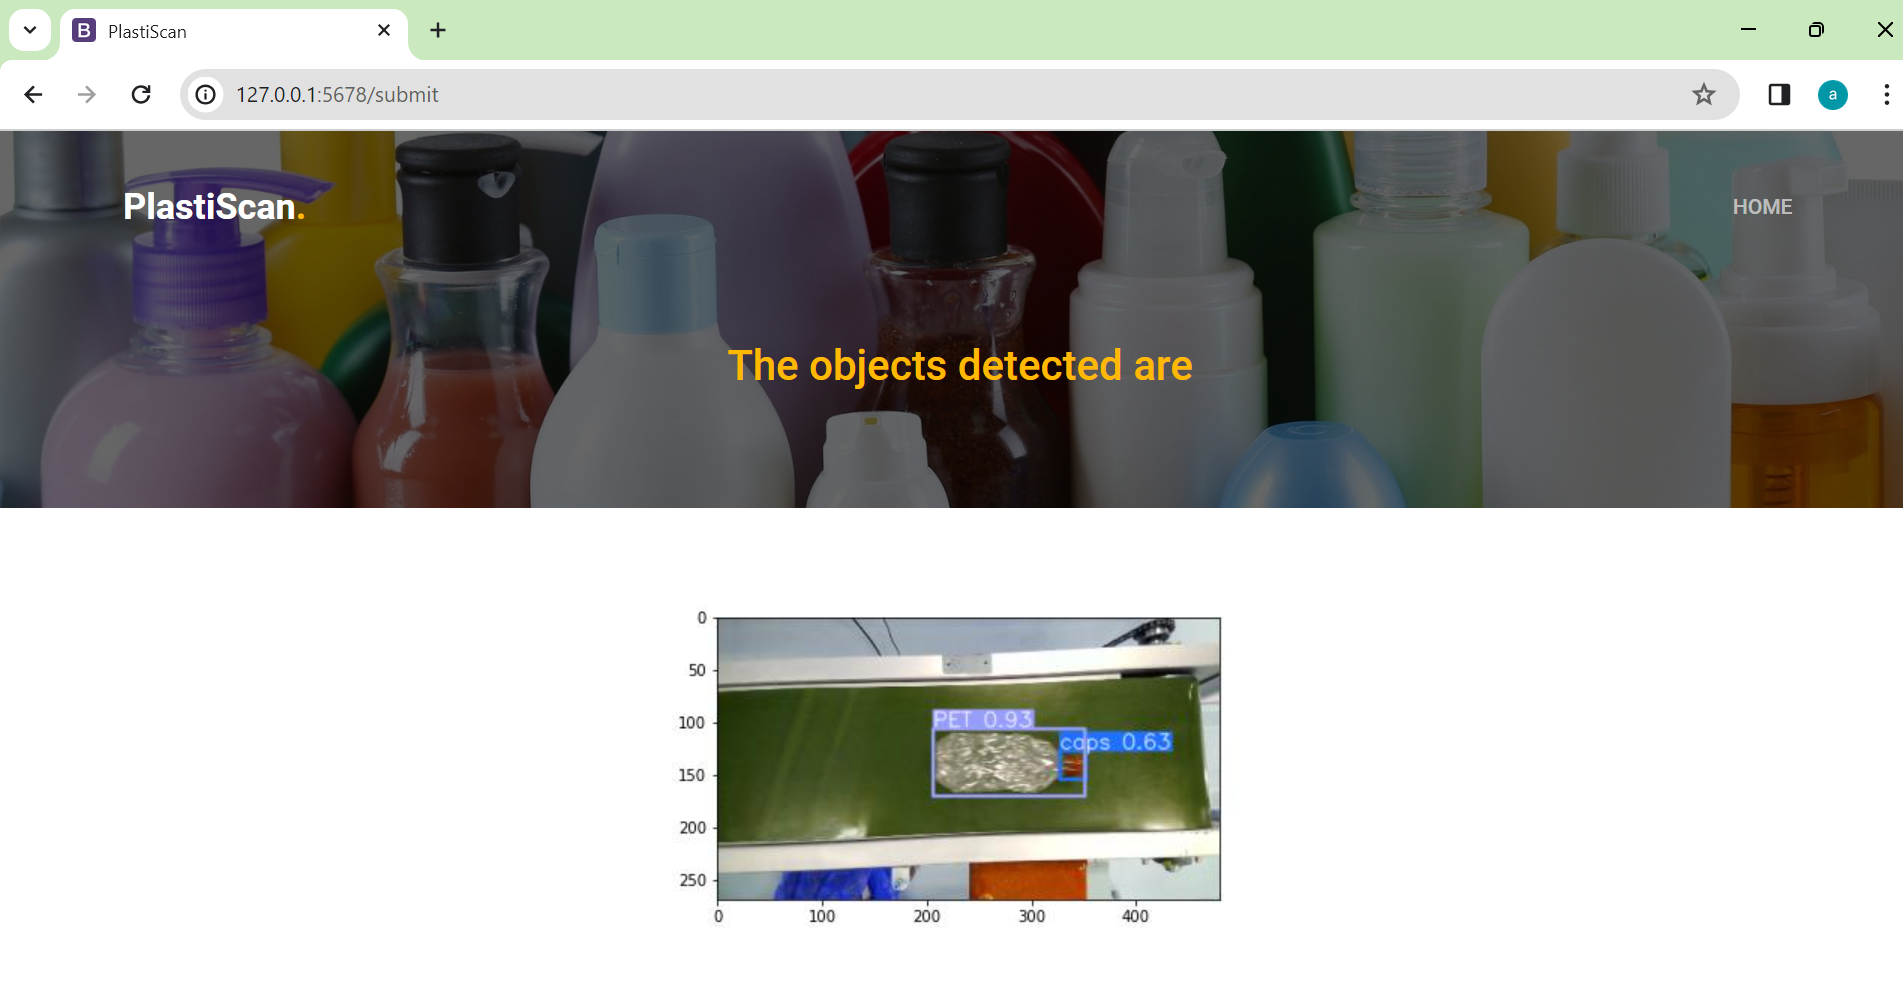 PlastiScan
127.0.0.1:5678/submit
a
PlastiScan.
HOME
The objects detected are
0
50
100
150
200
250
PET 0.93
caps 0.63
0 100 200 300 400